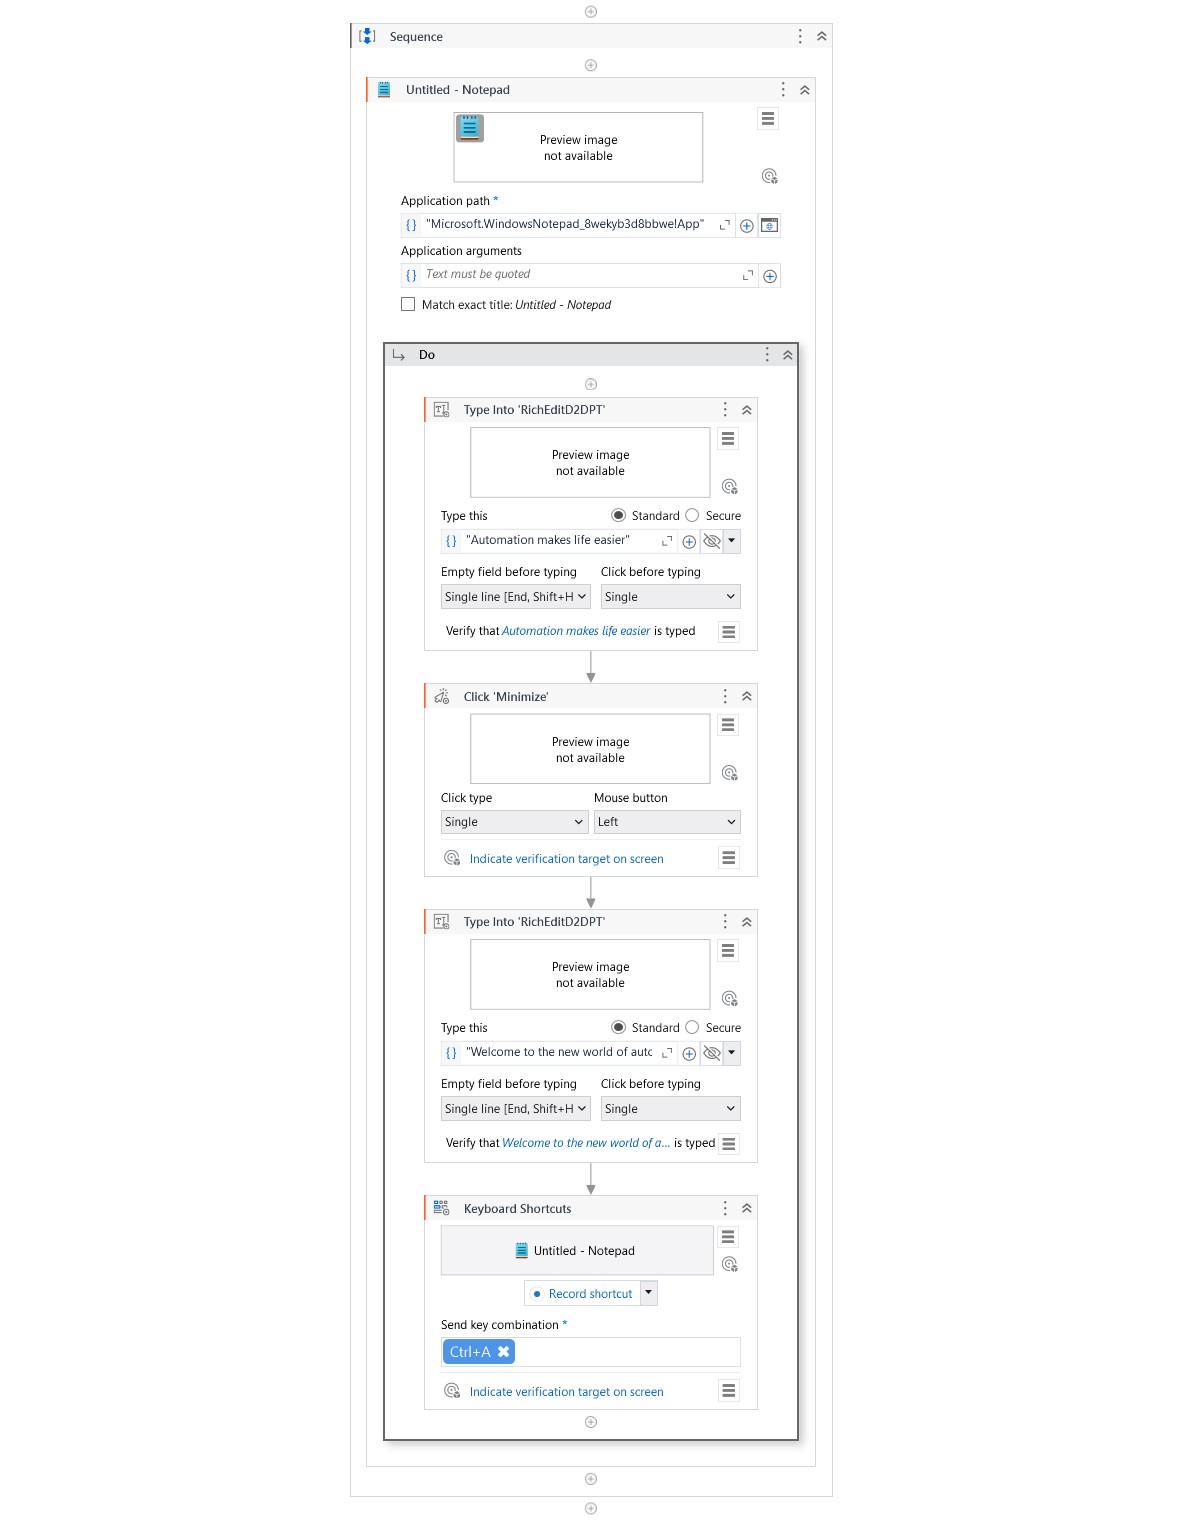 Sequence
Untitled - Notepad
Preview image
not available
Application path *
{ } "Microsoft.WindowsNotepad_8wekyb3d8bbwe!App"
Application arguments
{ } Text must be quoted
Match exact title: Untitled - Notepad
Do
Type Into 'RichEditD2DPT'
Preview image
not available
Type this Standard Secure
{ } "Automation makes life easier"
Empty field before typing Click before typing
Single line [End, Shift+H Single
Verify that Automation makes life easier is typed
Click 'Minimize'
Preview image
not available
Click type Mouse button
Single Left
Indicate verification target on screen
Type Into 'RichEditD2DPT'
Preview image
not available
Type this Standard Secure
{ } "Welcome to the new world of autc
Empty field before typing Click before typing
Single line [End, Shift+H Single
Verify that Welcome to the new world of a... is typed
Keyboard Shortcuts
Untitled - Notepad
Record shortcut
Send key combination *
Ctrl+A
Indicate verification target on screen